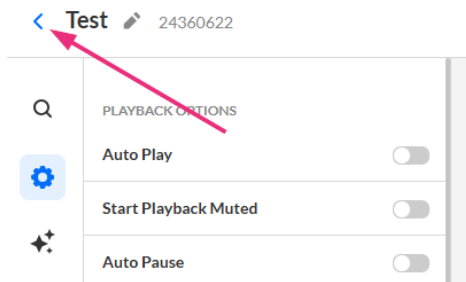 Test 24360622
PLAYBACK OPTIONS
Auto Play
Start Playback Muted
Auto Pause